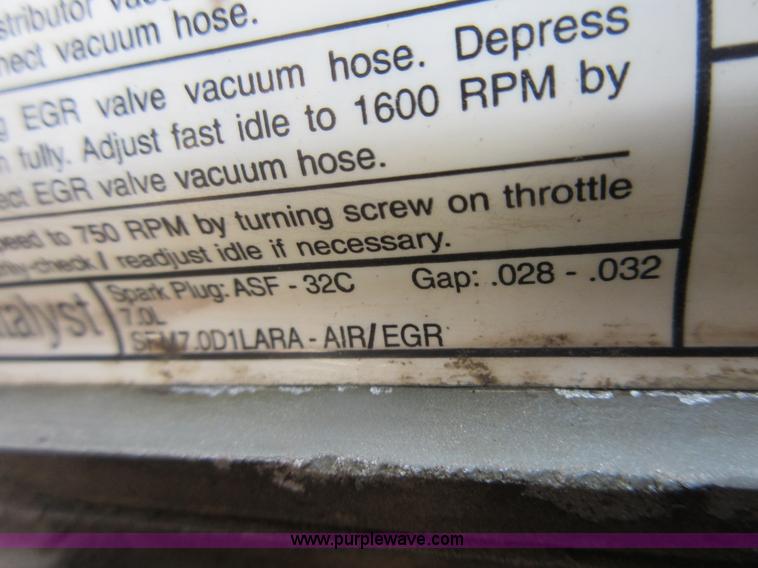 stributor vacuum
nect vacuum hose.
g EGR valve vacuum hose. Depress
n fully. Adjust fast idle to 1600 RPM by
ect EGR valve vacuum hose.
peed to 750 RPM by turning screw on throttle
check / readjust idle if necessary.
talyst
Spark Plug: ASF - 32C Gap: .028 - .032
7.0L
SFM7.0D1LARA - AIR/EGR
www.purplewave.com